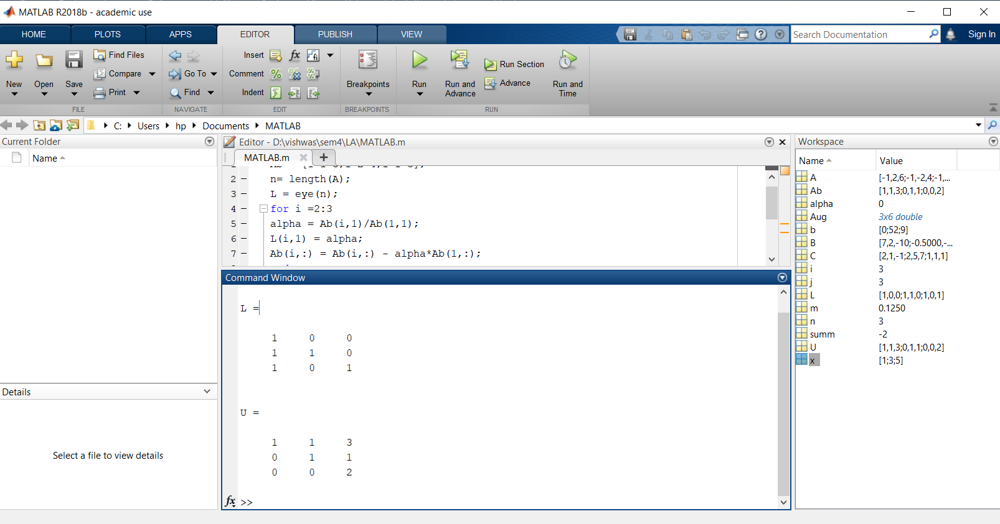 MATLAB R2018b - academic use
HOME PLOTS APPS EDITOR PUBLISH VIEW Search Documentation Sign In
New Open Save Find Files Compare Print
FILE
Go To Find
NAVIGATE
Insert fx
Comment
Indent
EDIT
Breakpoints
BREAKPOINTS
Run Run and Advance Run Section Advance Run and Time
RUN
C: Users hp Documents MATLAB
Current Folder
Name
Details
Select a file to view details
Editor - D:\vishwas\sem4\LA\MATLAB.m
MATLAB.m
2 n= length(A);
3 L = eye(n);
4 for i =2:3
5 alpha = Ab(i,1)/Ab(1,1);
6 L(i,1) = alpha;
7 Ab(i,:) = Ab(i,:) - alpha*Ab(1,:);
Command Window
L =
1 0 0
1 1 0
1 0 1
U =
1 1 3
0 1 1
0 0 2
fx >>
Workspace
Name Value
A [-1,2,6;-1,-2,4;-1,...
Ab [1,1,3;0,1,1;0,0,2]
alpha 0
Aug 3x6 double
b [0;52;9]
B [7,2,-10;-0.5000,-...
C [2,1,-1;2,5,7;1,1,1]
i 3
j 3
L [1,0,0;1,1,0;1,0,1]
m 0.1250
n 3
summ -2
U [1,1,3;0,1,1;0,0,2]
x [1;3;5]